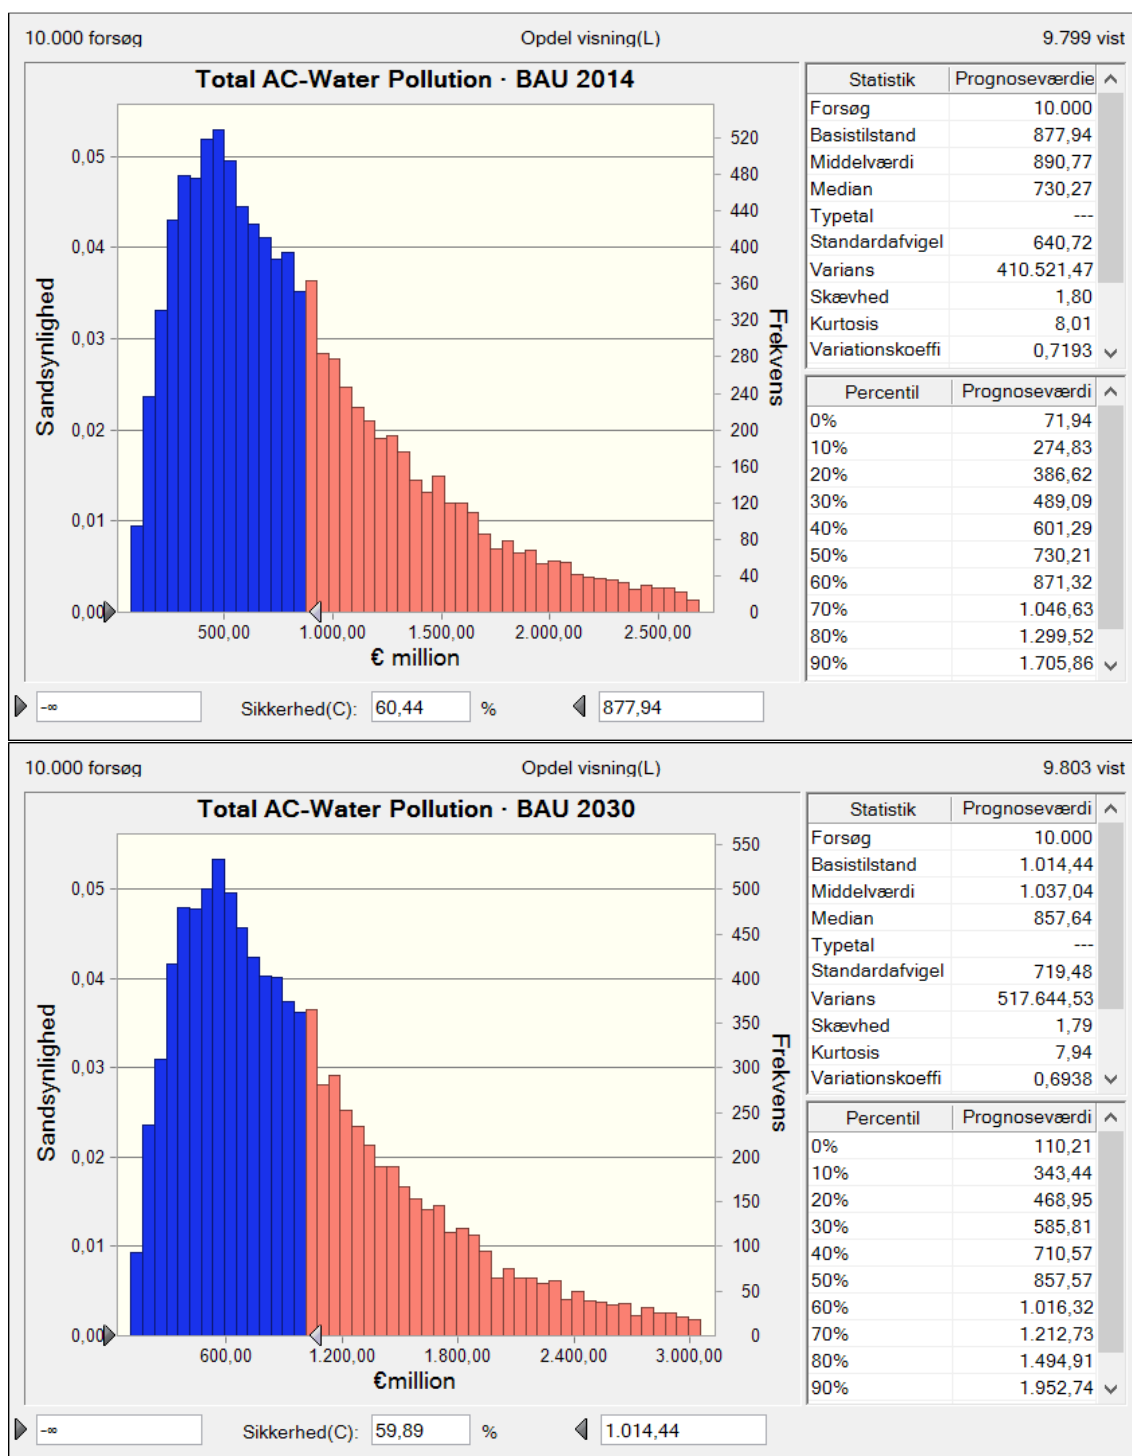 10.000 forsøg Opdel visning(L) 9.799 vist
Total AC-Water Pollution · BAU 2014
Sandsynlighed
0,05
0,04
0,03
0,02
0,01
0,00
Frekvens
520
480
440
400
360
320
280
240
200
160
120
80
40
0
500,00 1.000,00 1.500,00 2.000,00 2.500,00
€ million
Statistik Prognoseværdie
Forsøg 10.000
Basistilstand 877,94
Middelværdi 890,77
Median 730,27
Typetal ---
Standardafvigel 640,72
Varians 410.521,47
Skævhed 1,80
Kurtosis 8,01
Variationskoeffi 0,7193
Percentil Prognoseværdi
0% 71,94
10% 274,83
20% 386,62
30% 489,09
40% 601,29
50% 730,21
60% 871,32
70% 1.046,63
80% 1.299,52
90% 1.705,86
-∞ Sikkerhed(C): 60,44 % 877,94
10.000 forsøg Opdel visning(L) 9.803 vist
Total AC-Water Pollution · BAU 2030
Sandsynlighed
0,05
0,04
0,03
0,02
0,01
0,00
Frekvens
550
500
450
400
350
300
250
200
150
100
50
0
600,00 1.200,00 1.800,00 2.400,00 3.000,00
€million
Statistik Prognoseværdi
Forsøg 10.000
Basistilstand 1.014,44
Middelværdi 1.037,04
Median 857,64
Typetal ---
Standardafvigel 719,48
Varians 517.644,53
Skævhed 1,79
Kurtosis 7,94
Variationskoeffi 0,6938
Percentil Prognoseværdi
0% 110,21
10% 343,44
20% 468,95
30% 585,81
40% 710,57
50% 857,57
60% 1.016,32
70% 1.212,73
80% 1.494,91
90% 1.952,74
-∞ Sikkerhed(C): 59,89 % 1.014,44